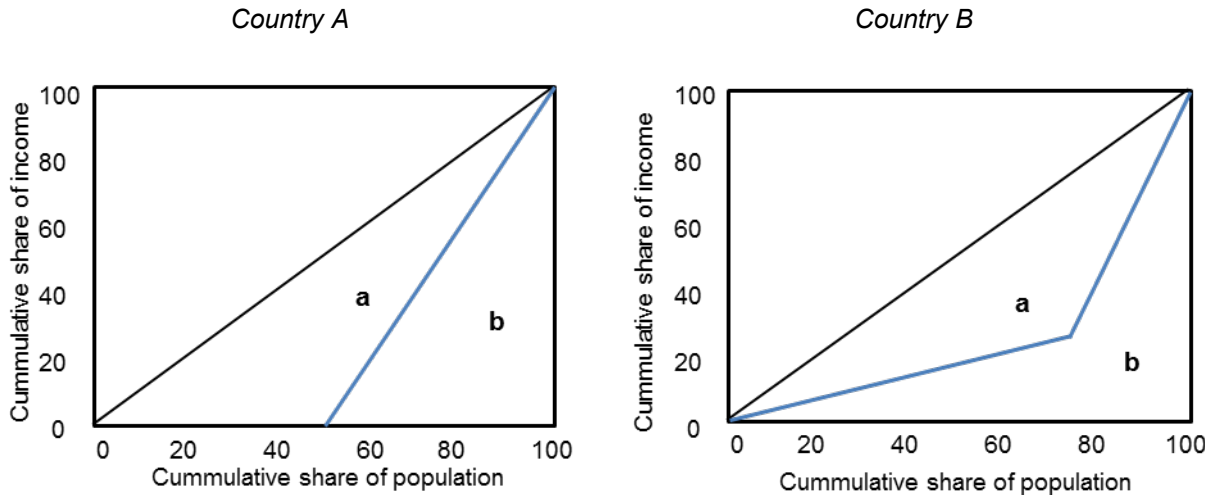 Country A
Cummulative share of income
100
80
60
40
20
0
a
b
0 20 40 60 80 100
Cummulative share of population
Country B
Cummulative share of income
100
80
60
40
20
0
a
b
0 20 40 60 80 100
Cummulative share of population